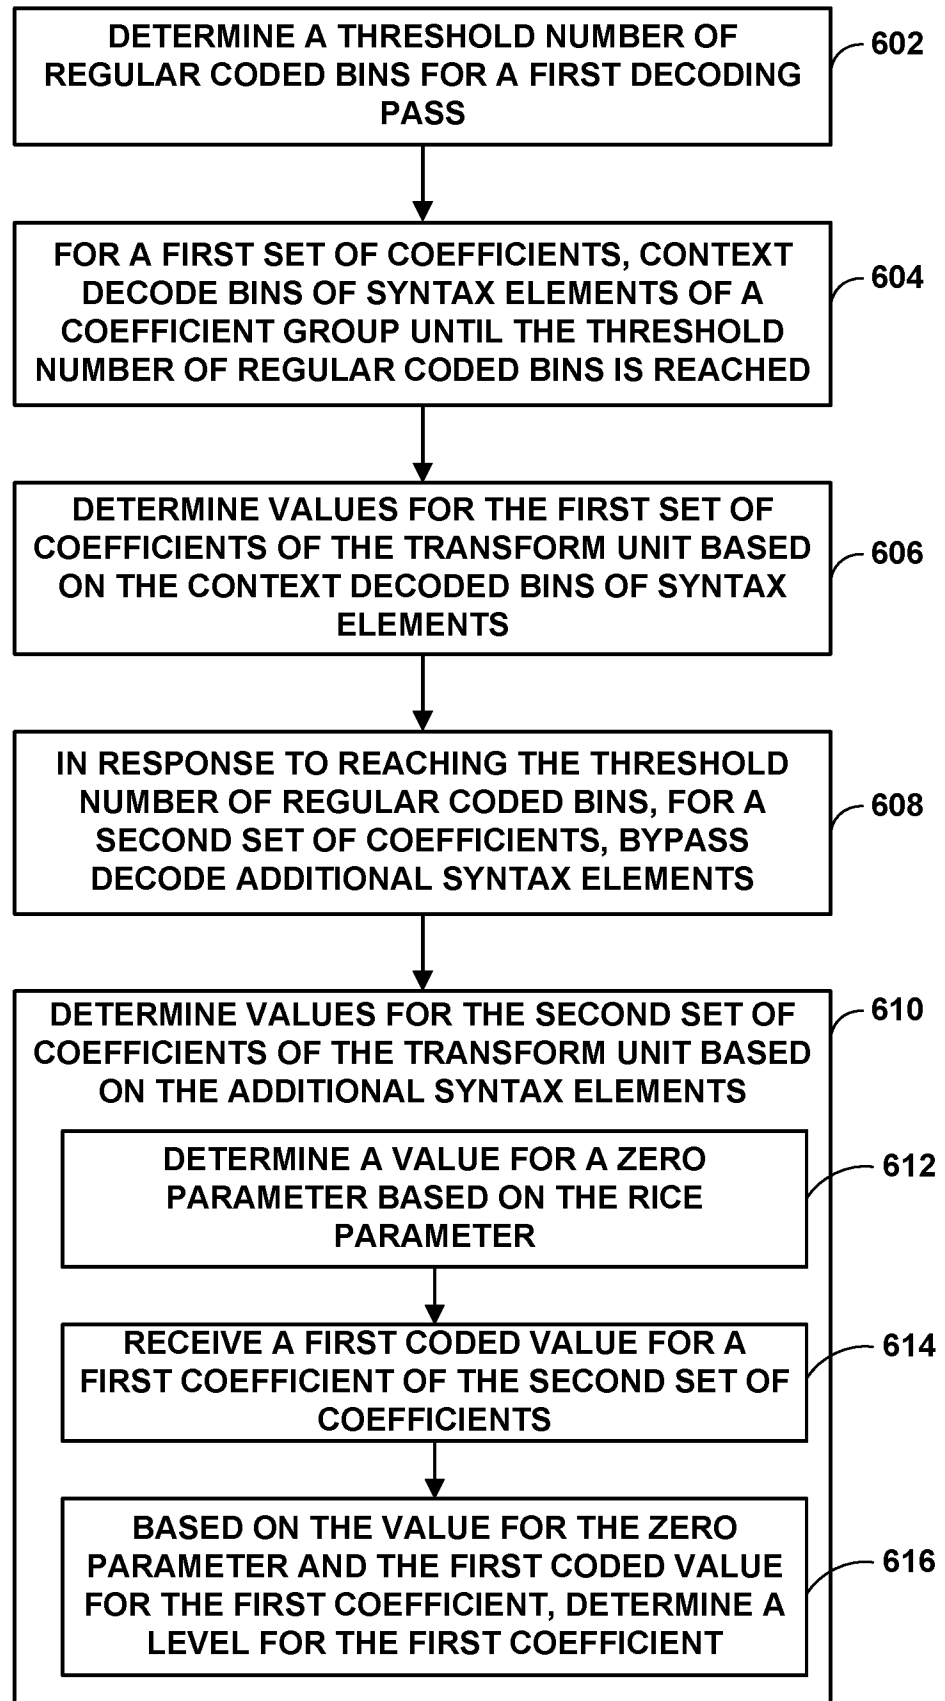 DETERMINE A THRESHOLD NUMBER OF
REGULAR CODED BINS FOR A FIRST DECODING
PASS
602
FOR A FIRST SET OF COEFFICIENTS, CONTEXT
DECODE BINS OF SYNTAX ELEMENTS OF A
COEFFICIENT GROUP UNTIL THE THRESHOLD
NUMBER OF REGULAR CODED BINS IS REACHED
604
DETERMINE VALUES FOR THE FIRST SET OF
COEFFICIENTS OF THE TRANSFORM UNIT BASED
ON THE CONTEXT DECODED BINS OF SYNTAX
ELEMENTS
606
IN RESPONSE TO REACHING THE THRESHOLD
NUMBER OF REGULAR CODED BINS, FOR A
SECOND SET OF COEFFICIENTS, BYPASS
DECODE ADDITIONAL SYNTAX ELEMENTS
608
DETERMINE VALUES FOR THE SECOND SET OF
COEFFICIENTS OF THE TRANSFORM UNIT BASED
ON THE ADDITIONAL SYNTAX ELEMENTS
610
DETERMINE A VALUE FOR A ZERO
PARAMETER BASED ON THE RICE
PARAMETER
612
RECEIVE A FIRST CODED VALUE FOR A
FIRST COEFFICIENT OF THE SECOND SET OF
COEFFICIENTS
614
BASED ON THE VALUE FOR THE ZERO
PARAMETER AND THE FIRST CODED VALUE
FOR THE FIRST COEFFICIENT, DETERMINE A
LEVEL FOR THE FIRST COEFFICIENT
616